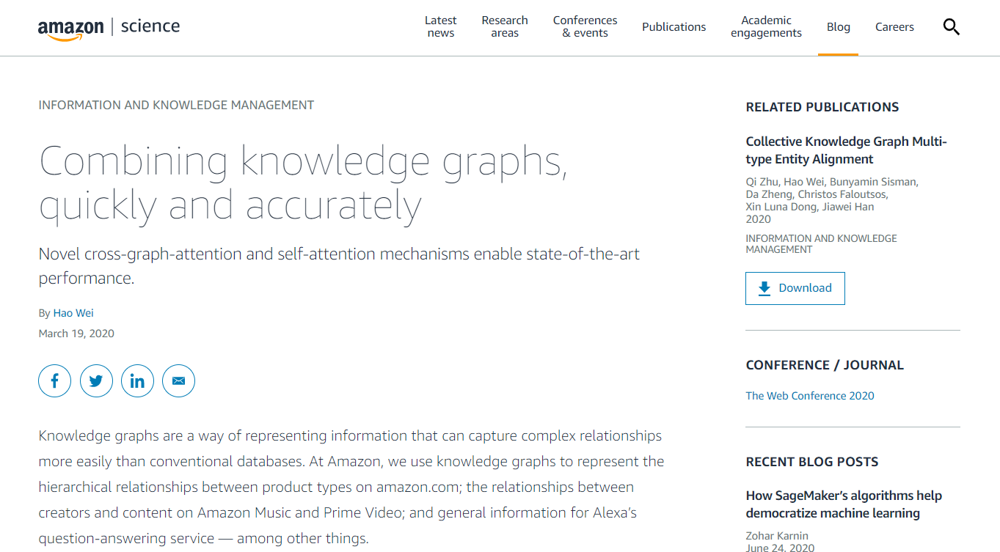 amazon | science
Latest
news
Research
areas
Conferences
& events
Publications
Academic
engagements
Blog
Careers
INFORMATION AND KNOWLEDGE MANAGEMENT
Combining knowledge graphs,
quickly and accurately
Novel cross-graph-attention and self-attention mechanisms enable state-of-the-art
performance.
By Hao Wei
March 19, 2020
Knowledge graphs are a way of representing information that can capture complex relationships
more easily than conventional databases. At Amazon, we use knowledge graphs to represent the
hierarchical relationships between product types on amazon.com; the relationships between
creators and content on Amazon Music and Prime Video; and general information for Alexa’s
question-answering service — among other things.
RELATED PUBLICATIONS
Collective Knowledge Graph Multi-
type Entity Alignment
Qi Zhu, Hao Wei, Bunyamin Sisman,
Da Zheng, Christos Faloutsos,
Xin Luna Dong, Jiawei Han
2020
INFORMATION AND KNOWLEDGE
MANAGEMENT
Download
CONFERENCE / JOURNAL
The Web Conference 2020
RECENT BLOG POSTS
How SageMaker’s algorithms help
democratize machine learning
Zohar Karnin
June 24, 2020